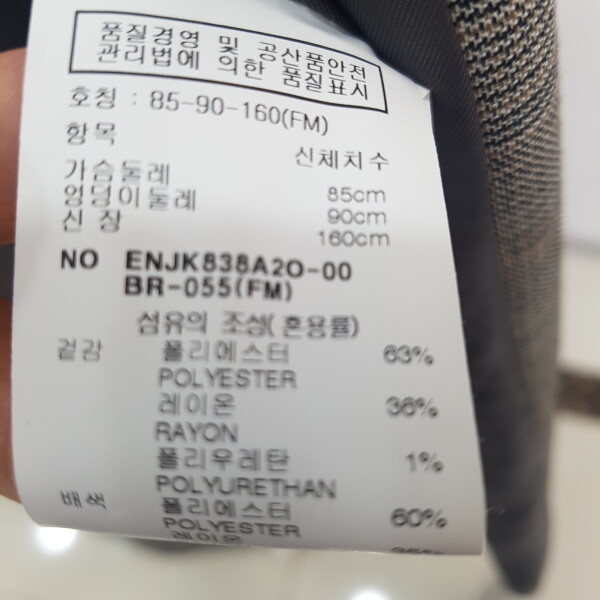 품질경영 및 공산품안전
관리법에 의한 품질표시
호칭 : 85-90-160(FM)
항목 신체치수
가슴둘레 85cm
엉덩이둘레 90cm
신 장 160cm
NO ENJK838A2O-00
BR-055(FM)
섬유의 조성(혼용률)
겉감 폴리에스터 63%
POLYESTER
레이온 36%
RAYON
폴리우레탄 1%
POLYURETHAN
배색 폴리에스터 60%
POLYESTER
레이온